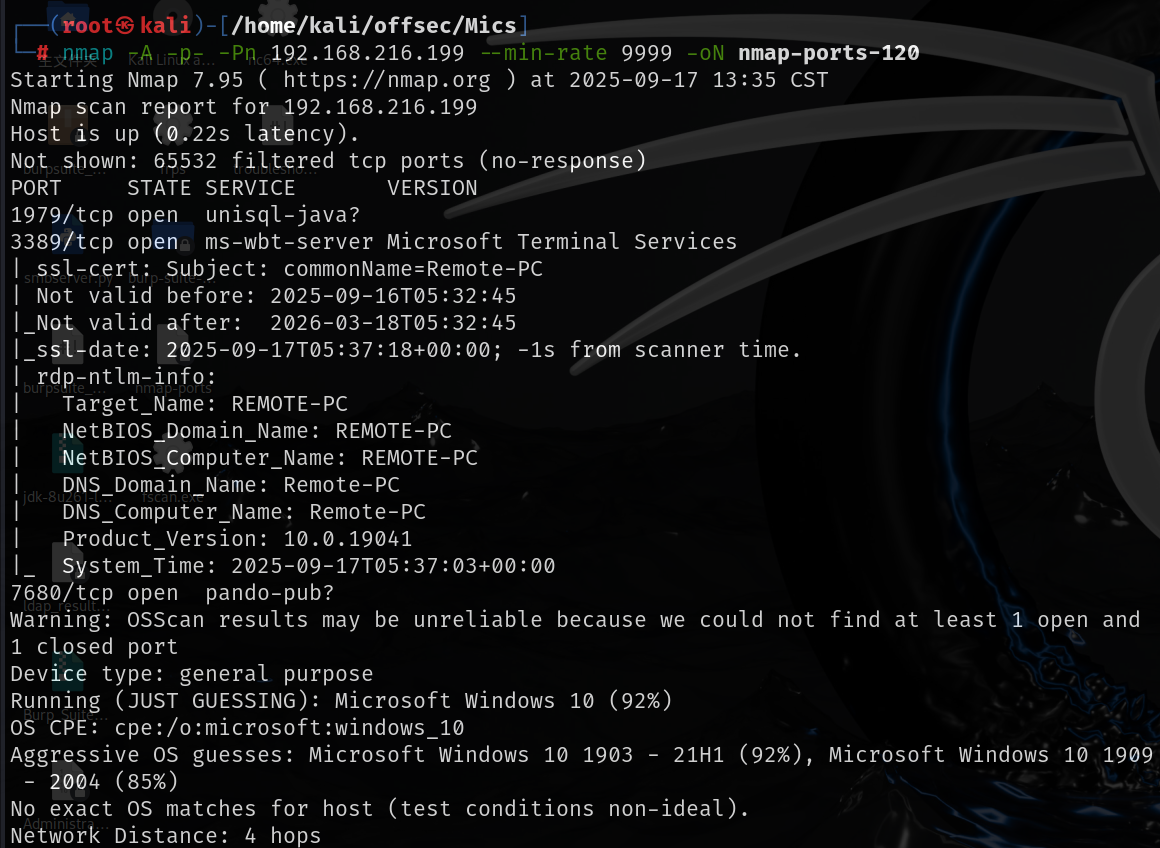 ┌──(root㉿kali)-[/home/kali/offsec/Mics]
└─# nmap -A -p- -Pn 192.168.216.199 --min-rate 9999 -oN nmap-ports-120
Starting Nmap 7.95 ( https://nmap.org ) at 2025-09-17 13:35 CST
Nmap scan report for 192.168.216.199
Host is up (0.22s latency).
Not shown: 65532 filtered tcp ports (no-response)
PORT     STATE SERVICE       VERSION
1979/tcp open  unisql-java?
3389/tcp open  ms-wbt-server Microsoft Terminal Services
| ssl-cert: Subject: commonName=Remote-PC
| Not valid before: 2025-09-16T05:32:45
|_Not valid after:  2026-03-18T05:32:45
|_ssl-date: 2025-09-17T05:37:18+00:00; -1s from scanner time.
| rdp-ntlm-info:
|   Target_Name: REMOTE-PC
|   NetBIOS_Domain_Name: REMOTE-PC
|   NetBIOS_Computer_Name: REMOTE-PC
|   DNS_Domain_Name: Remote-PC
|   DNS_Computer_Name: Remote-PC
|   Product_Version: 10.0.19041
|_  System_Time: 2025-09-17T05:37:03+00:00
7680/tcp open  pando-pub?
Warning: OSScan results may be unreliable because we could not find at least 1 open and
1 closed port
Device type: general purpose
Running (JUST GUESSING): Microsoft Windows 10 (92%)
OS CPE: cpe:/o:microsoft:windows_10
Aggressive OS guesses: Microsoft Windows 10 1903 - 21H1 (92%), Microsoft Windows 10 1909
 - 2004 (85%)
No exact OS matches for host (test conditions non-ideal).
Network Distance: 4 hops